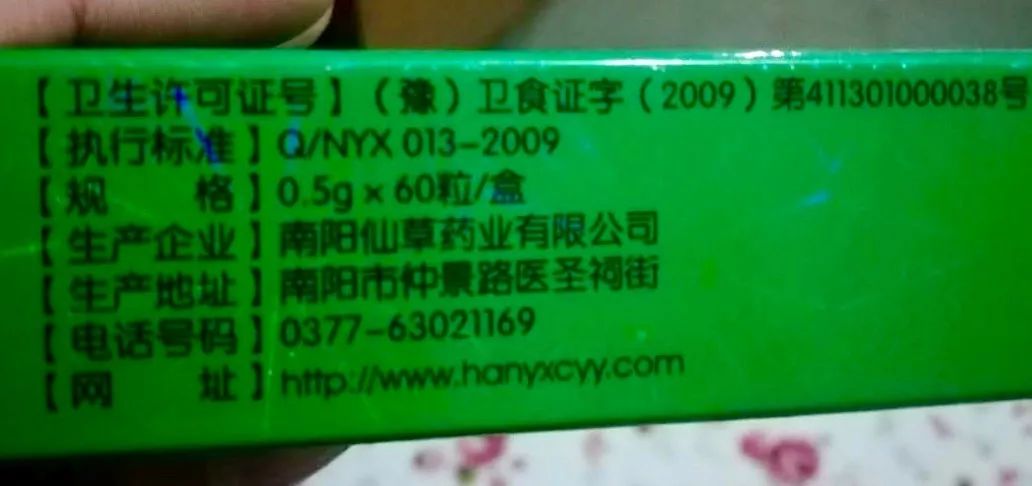 【卫生许可证号】（豫）卫食证字（2009）第411301000038号
【执行标准】Q/NYX 013-2009
【规 格】0.5g x 60粒/盒
【生产企业】南阳仙草药业有限公司
【生产地址】南阳市仲景路医圣祠街
【电话号码】0377-63021169
【网 址】http://www.hanyxcyy.com